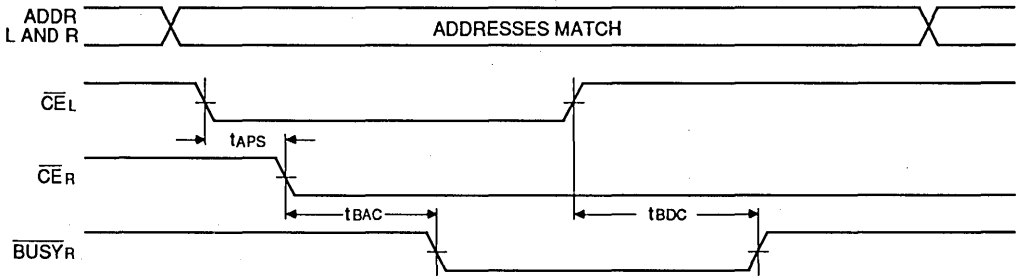 ADDR
L AND R
ADDRESSES MATCH
CEL
tAPS
CER
tBAC
tBDC
BUSYR